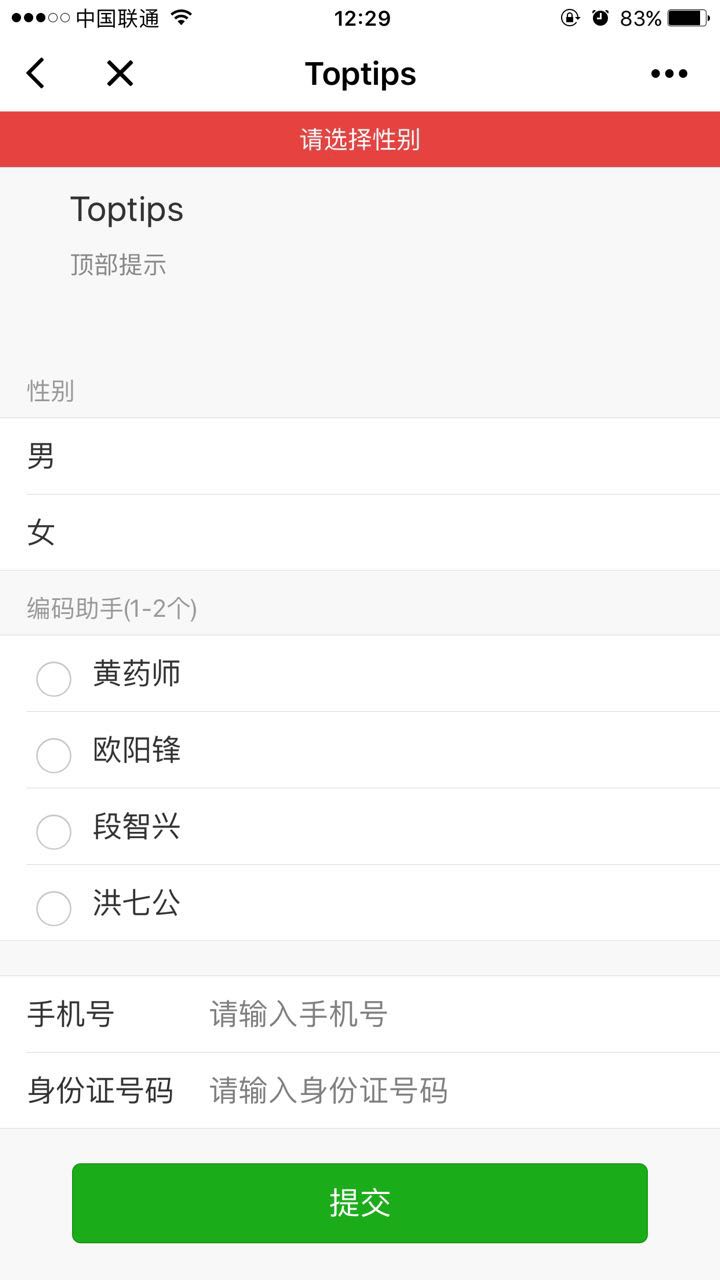 中国联通 12:29 83%
Toptips
请选择性别
Toptips
顶部提示
性别
男
女
编码助手(1-2个)
黄药师
欧阳锋
段智兴
洪七公
手机号 请输入手机号
身份证号码 请输入身份证号码
提交